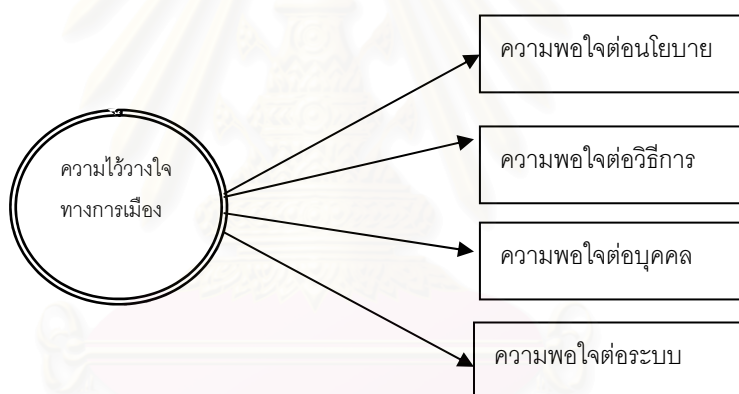 ความพอใจต่อนโยบาย
ความไว้วางใจ
ทางการเมือง
ความพอใจต่อวิธีการ
ความพอใจต่อบุคคล
ความพอใจต่อระบบ